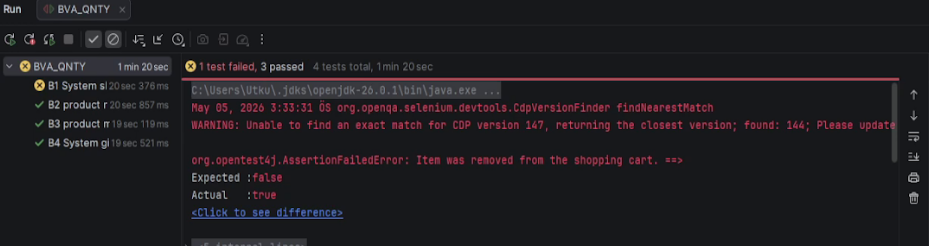 Run
BVA_QNTY
BVA_QNTY 1 min 20 sec
B1 System sl 20 sec 376 ms
B2 product r 20 sec 857 ms
B3 product m 19 sec 119 ms
B4 System gi 19 sec 521 ms
1 test failed, 3 passed 4 tests total, 1 min 20 sec
C:\Users\Utku\.jdks\openjdk-26.0.1\bin\java.exe ...
May 05, 2026 3:33:31 ÖS org.openqa.selenium.devtools.CdpVersionFinder findNearestMatch
WARNING: Unable to find an exact match for CDP version 147, returning the closest version; found: 144; Please update
org.opentest4j.AssertionFailedError: Item was removed from the shopping cart. ==>
Expected :false
Actual :true
<Click to see difference>